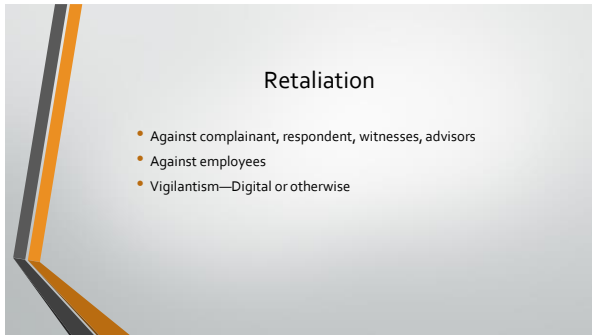 Retaliation
• Against complainant, respondent, witnesses, advisors
• Against employees
• Vigilantism—Digital or otherwise